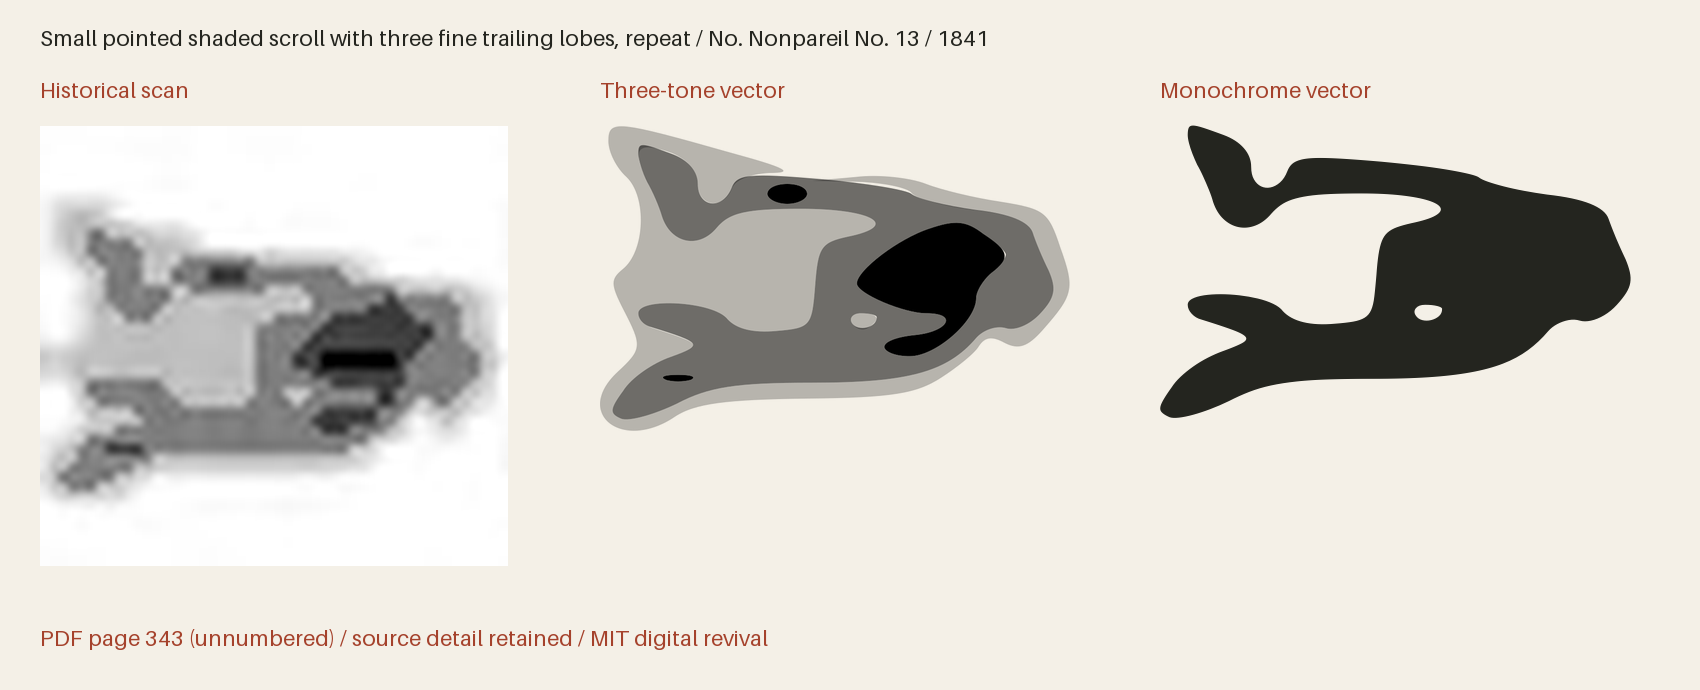 Small pointed shaded scroll with three fine trailing lobes, repeat / No. Nonpareil No. 13 / 1841
Historical scan
Three-tone vector
Monochrome vector
PDF page 343 (unnumbered) / source detail retained / MIT digital revival